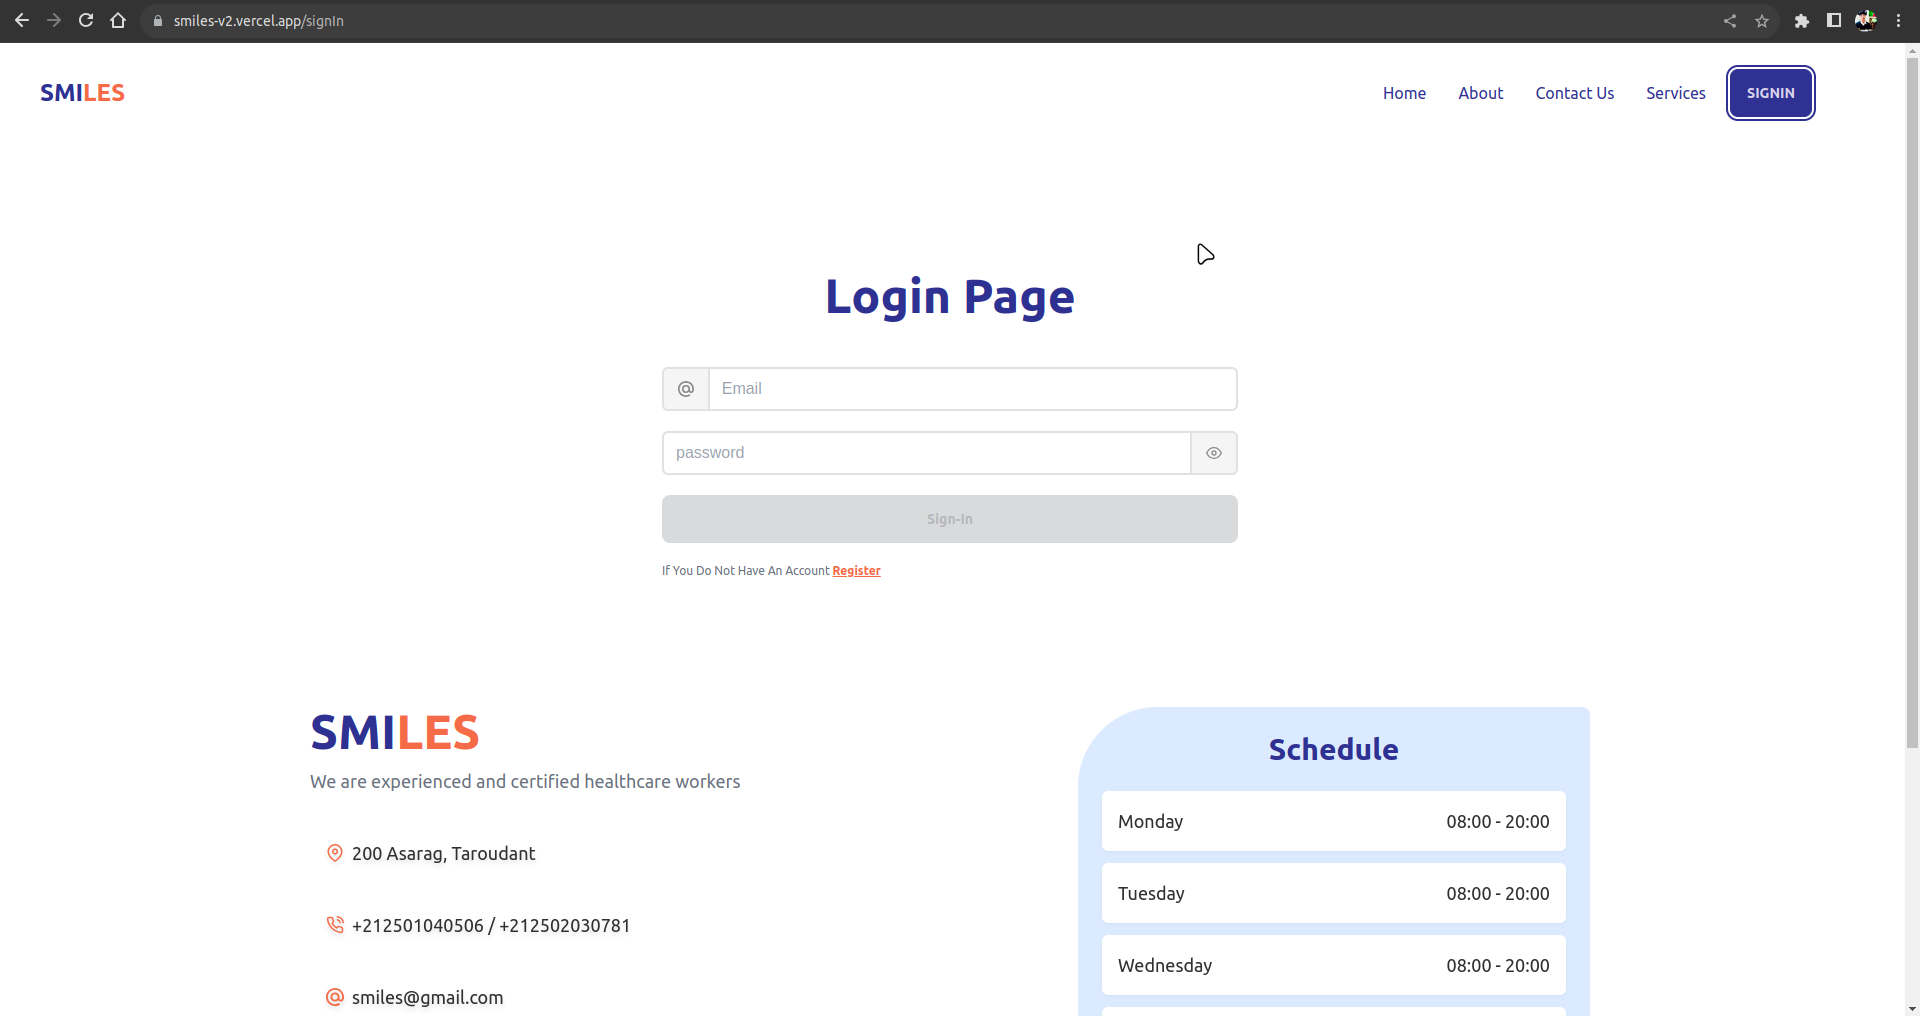 smiles-v2.vercel.app/signIn
SMILES
Home About Contact Us Services SIGNIN
Login Page
@ Email
password
Sign-In
If You Do Not Have An Account Register
SMILES
We are experienced and certified healthcare workers
200 Asarag, Taroudant
+212501040506 / +212502030781
smiles@gmail.com
Schedule
Monday 08:00 - 20:00
Tuesday 08:00 - 20:00
Wednesday 08:00 - 20:00